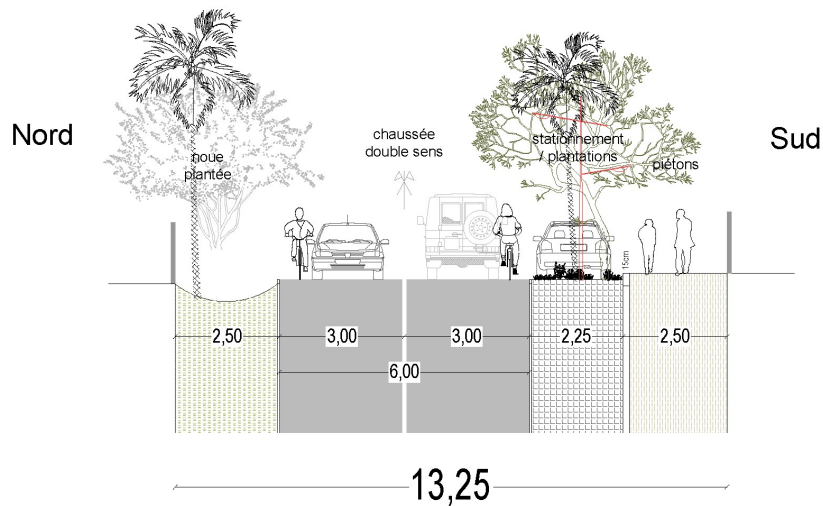 Nord
noue
plantée
chaussée
double sens
stationnement
/ plantations
piétons
Sud
15cm
2,50
3,00
3,00
2,25
2,50
6,00
13,25